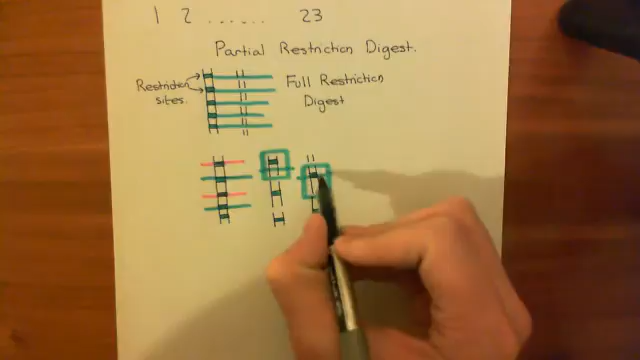 1 2 ...... 23
Partial Restriction Digest.
Restriction
sites.
Full Restriction
Digest